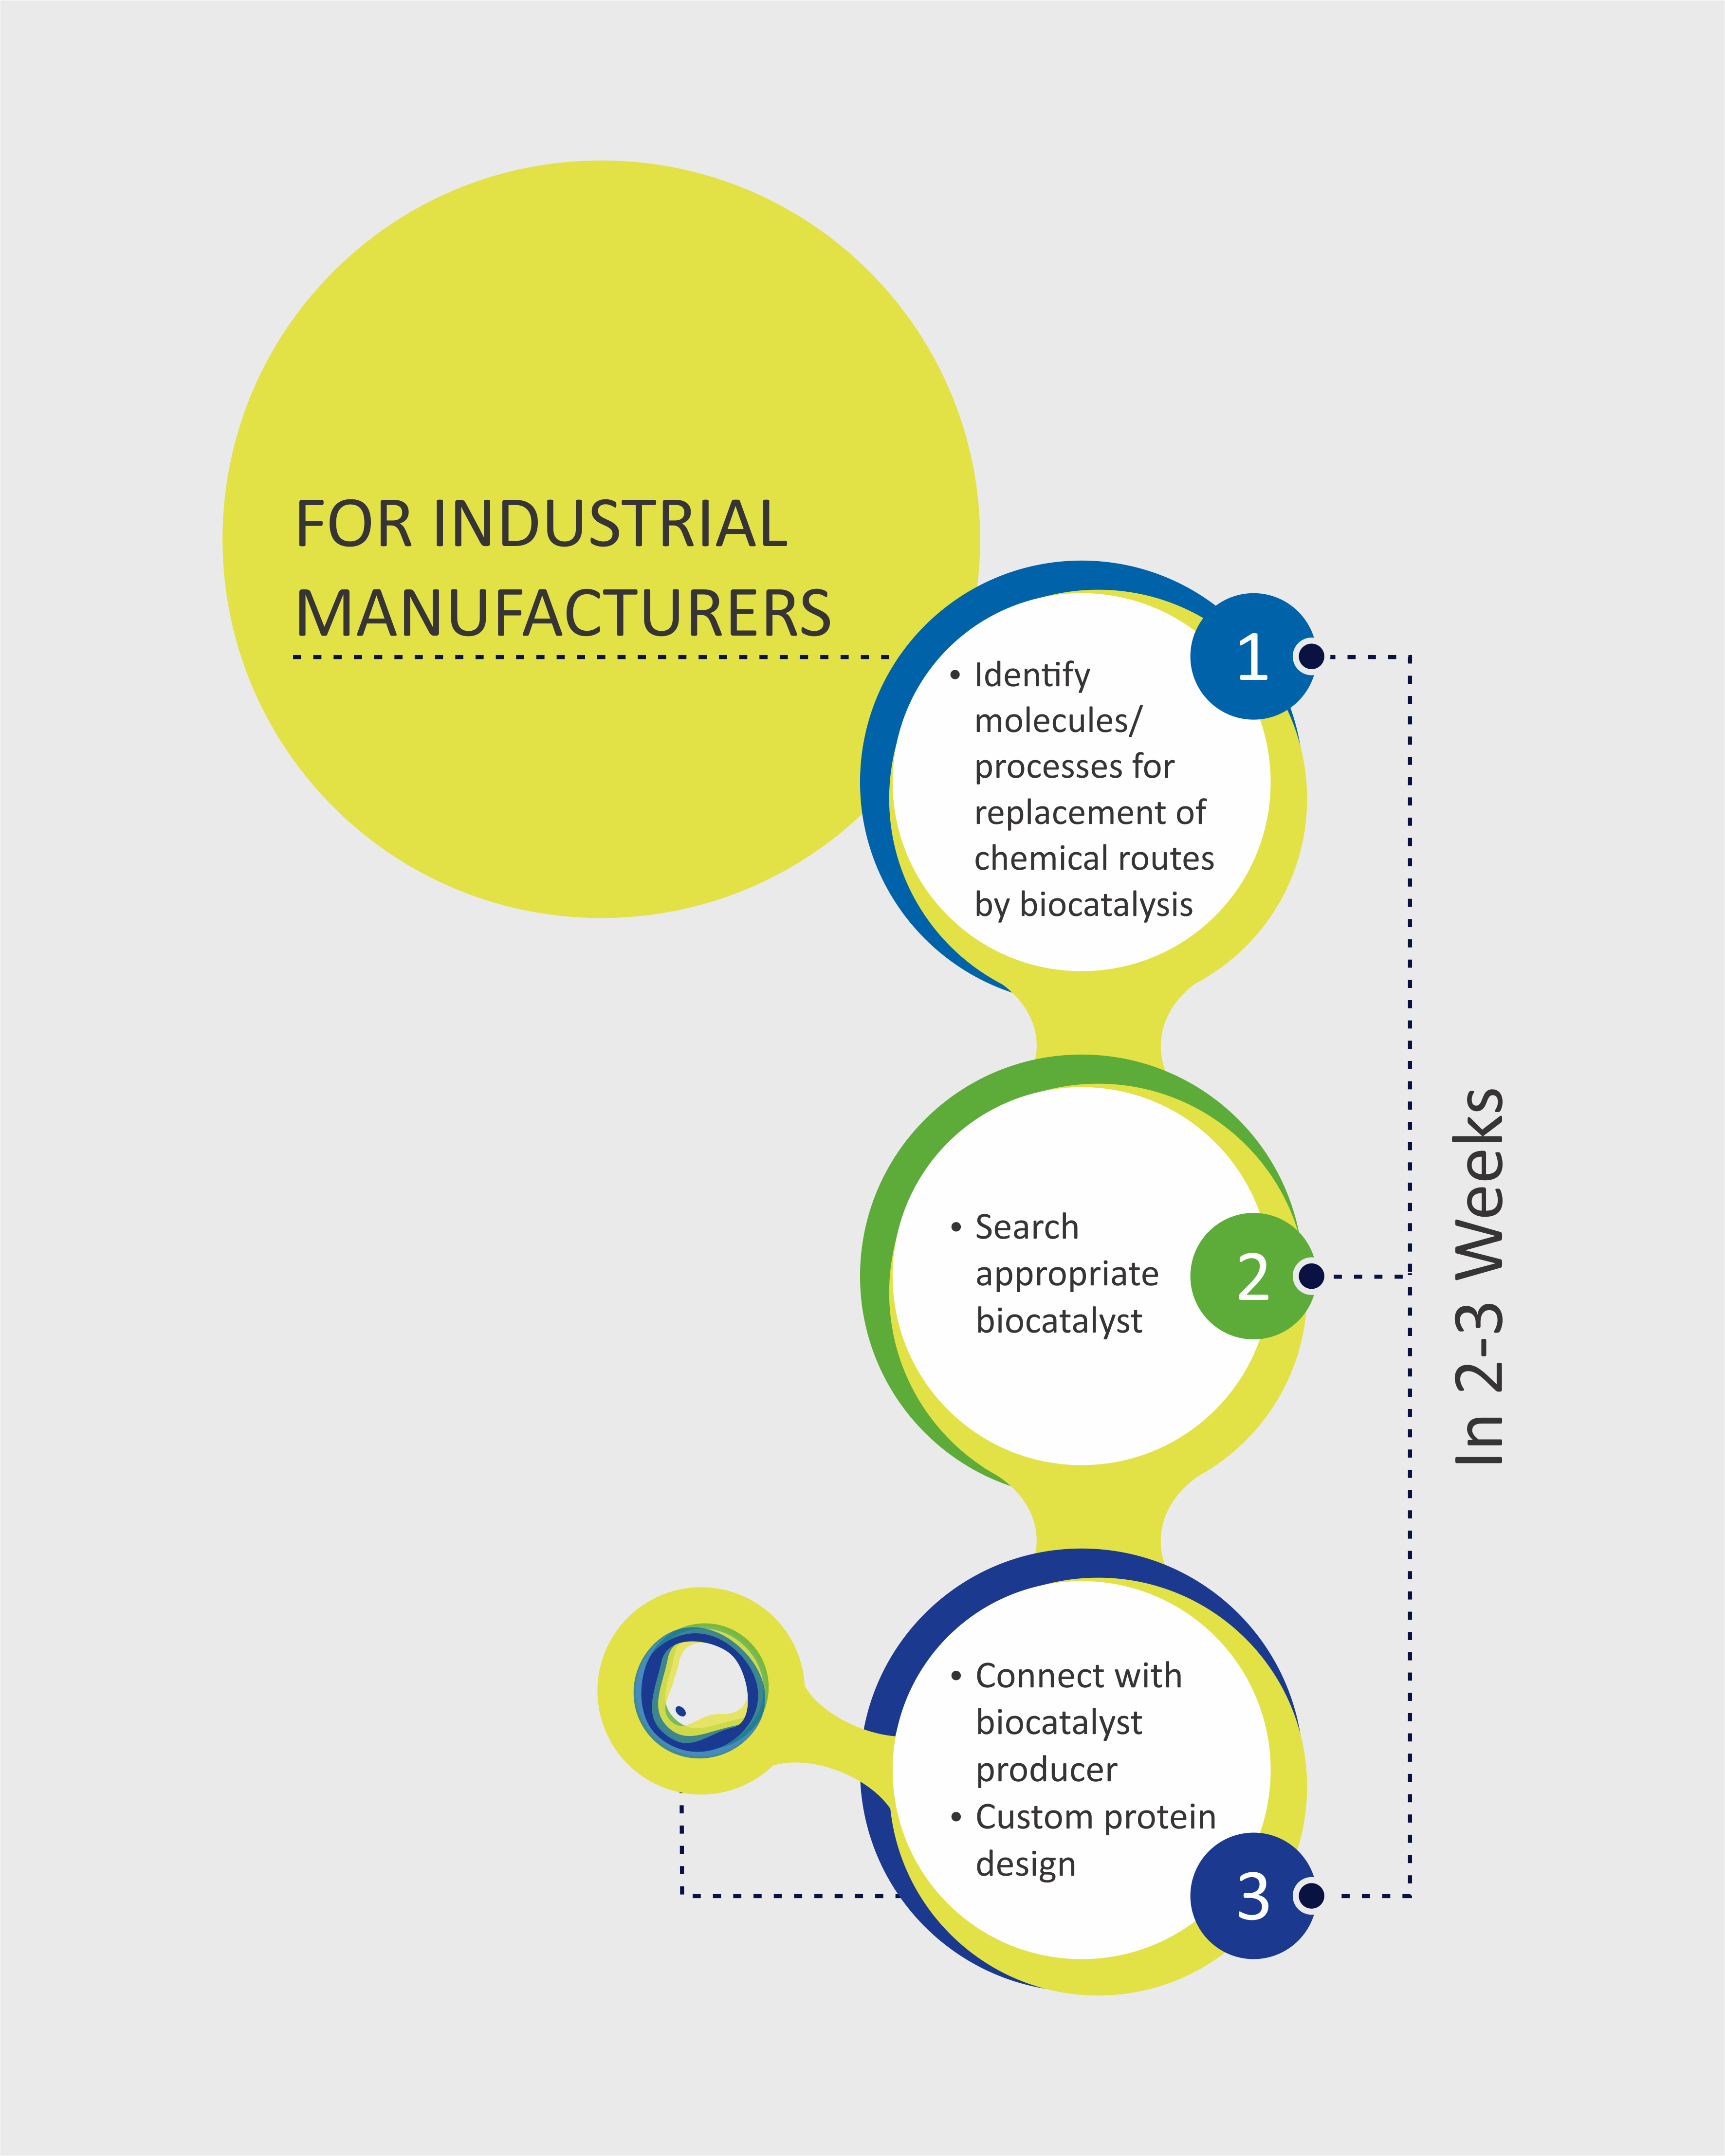 FOR INDUSTRIAL
MANUFACTURERS
1
• Identify
molecules/
processes for
replacement of
chemical routes
by biocatalysis
2
• Search
appropriate
biocatalyst
In 2-3 Weeks
• Connect with
biocatalyst
producer
• Custom protein
design
3